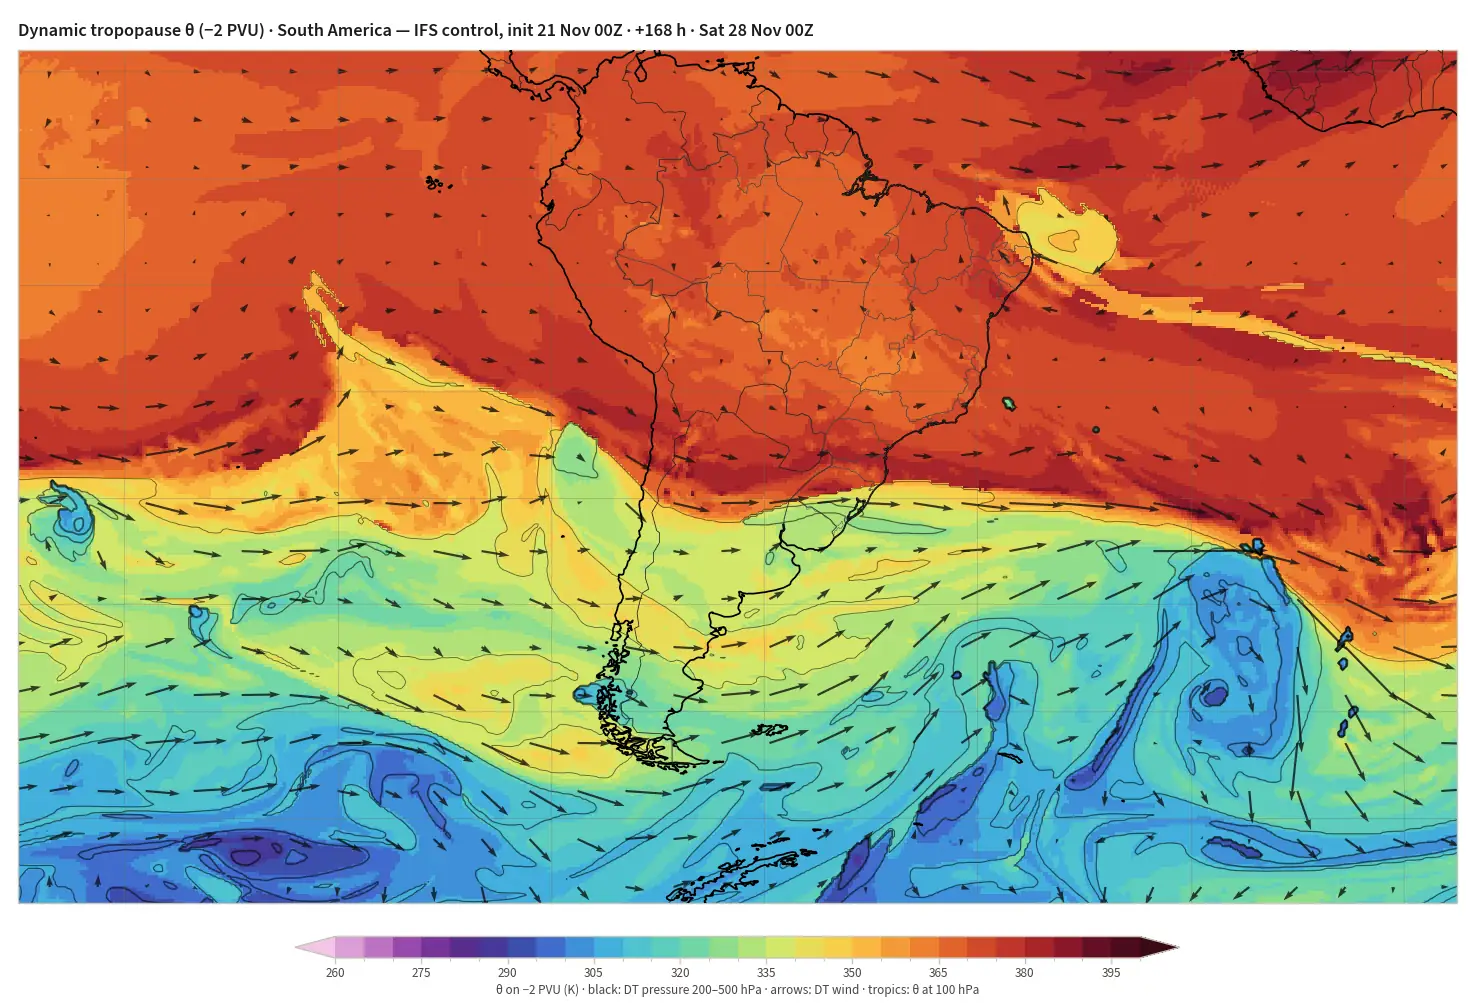 Dynamic tropopause θ (−2 PVU) · South America — IFS control, init 21 Nov 00Z · +168 h · Sat 28 Nov 00Z
260 275 290 305 320 335 350 365 380 395
θ on −2 PVU (K) · black: DT pressure 200–500 hPa · arrows: DT wind · tropics: θ at 100 hPa